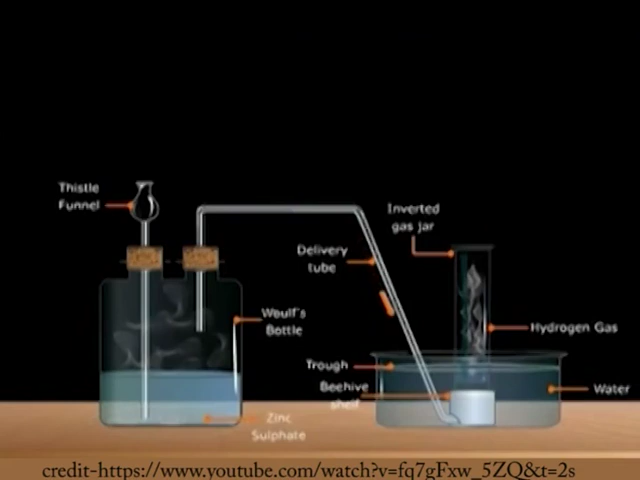 Thistle
Funnel
Inverted
gas jar
Delivery
tube
Woulf's
Bottle
Hydrogen Gas
Trough
Beehive
shelf
Water
Zinc
Sulphate
credit-https://www.youtube.com/watch?v=fq7gFxw_5ZQ&t=2s